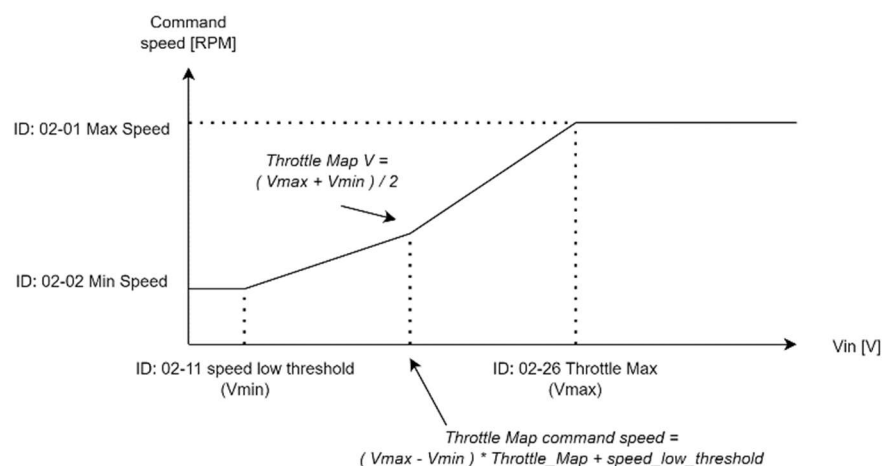 Command
speed [RPM]
ID: 02-01 Max Speed
Throttle Map V =
( Vmax + Vmin ) / 2
ID: 02-02 Min Speed
Vin [V]
ID: 02-11 speed low threshold
(Vmin)
ID: 02-26 Throttle Max
(Vmax)
Throttle Map command speed =
( Vmax - Vmin ) * Throttle_Map + speed_low_threshold